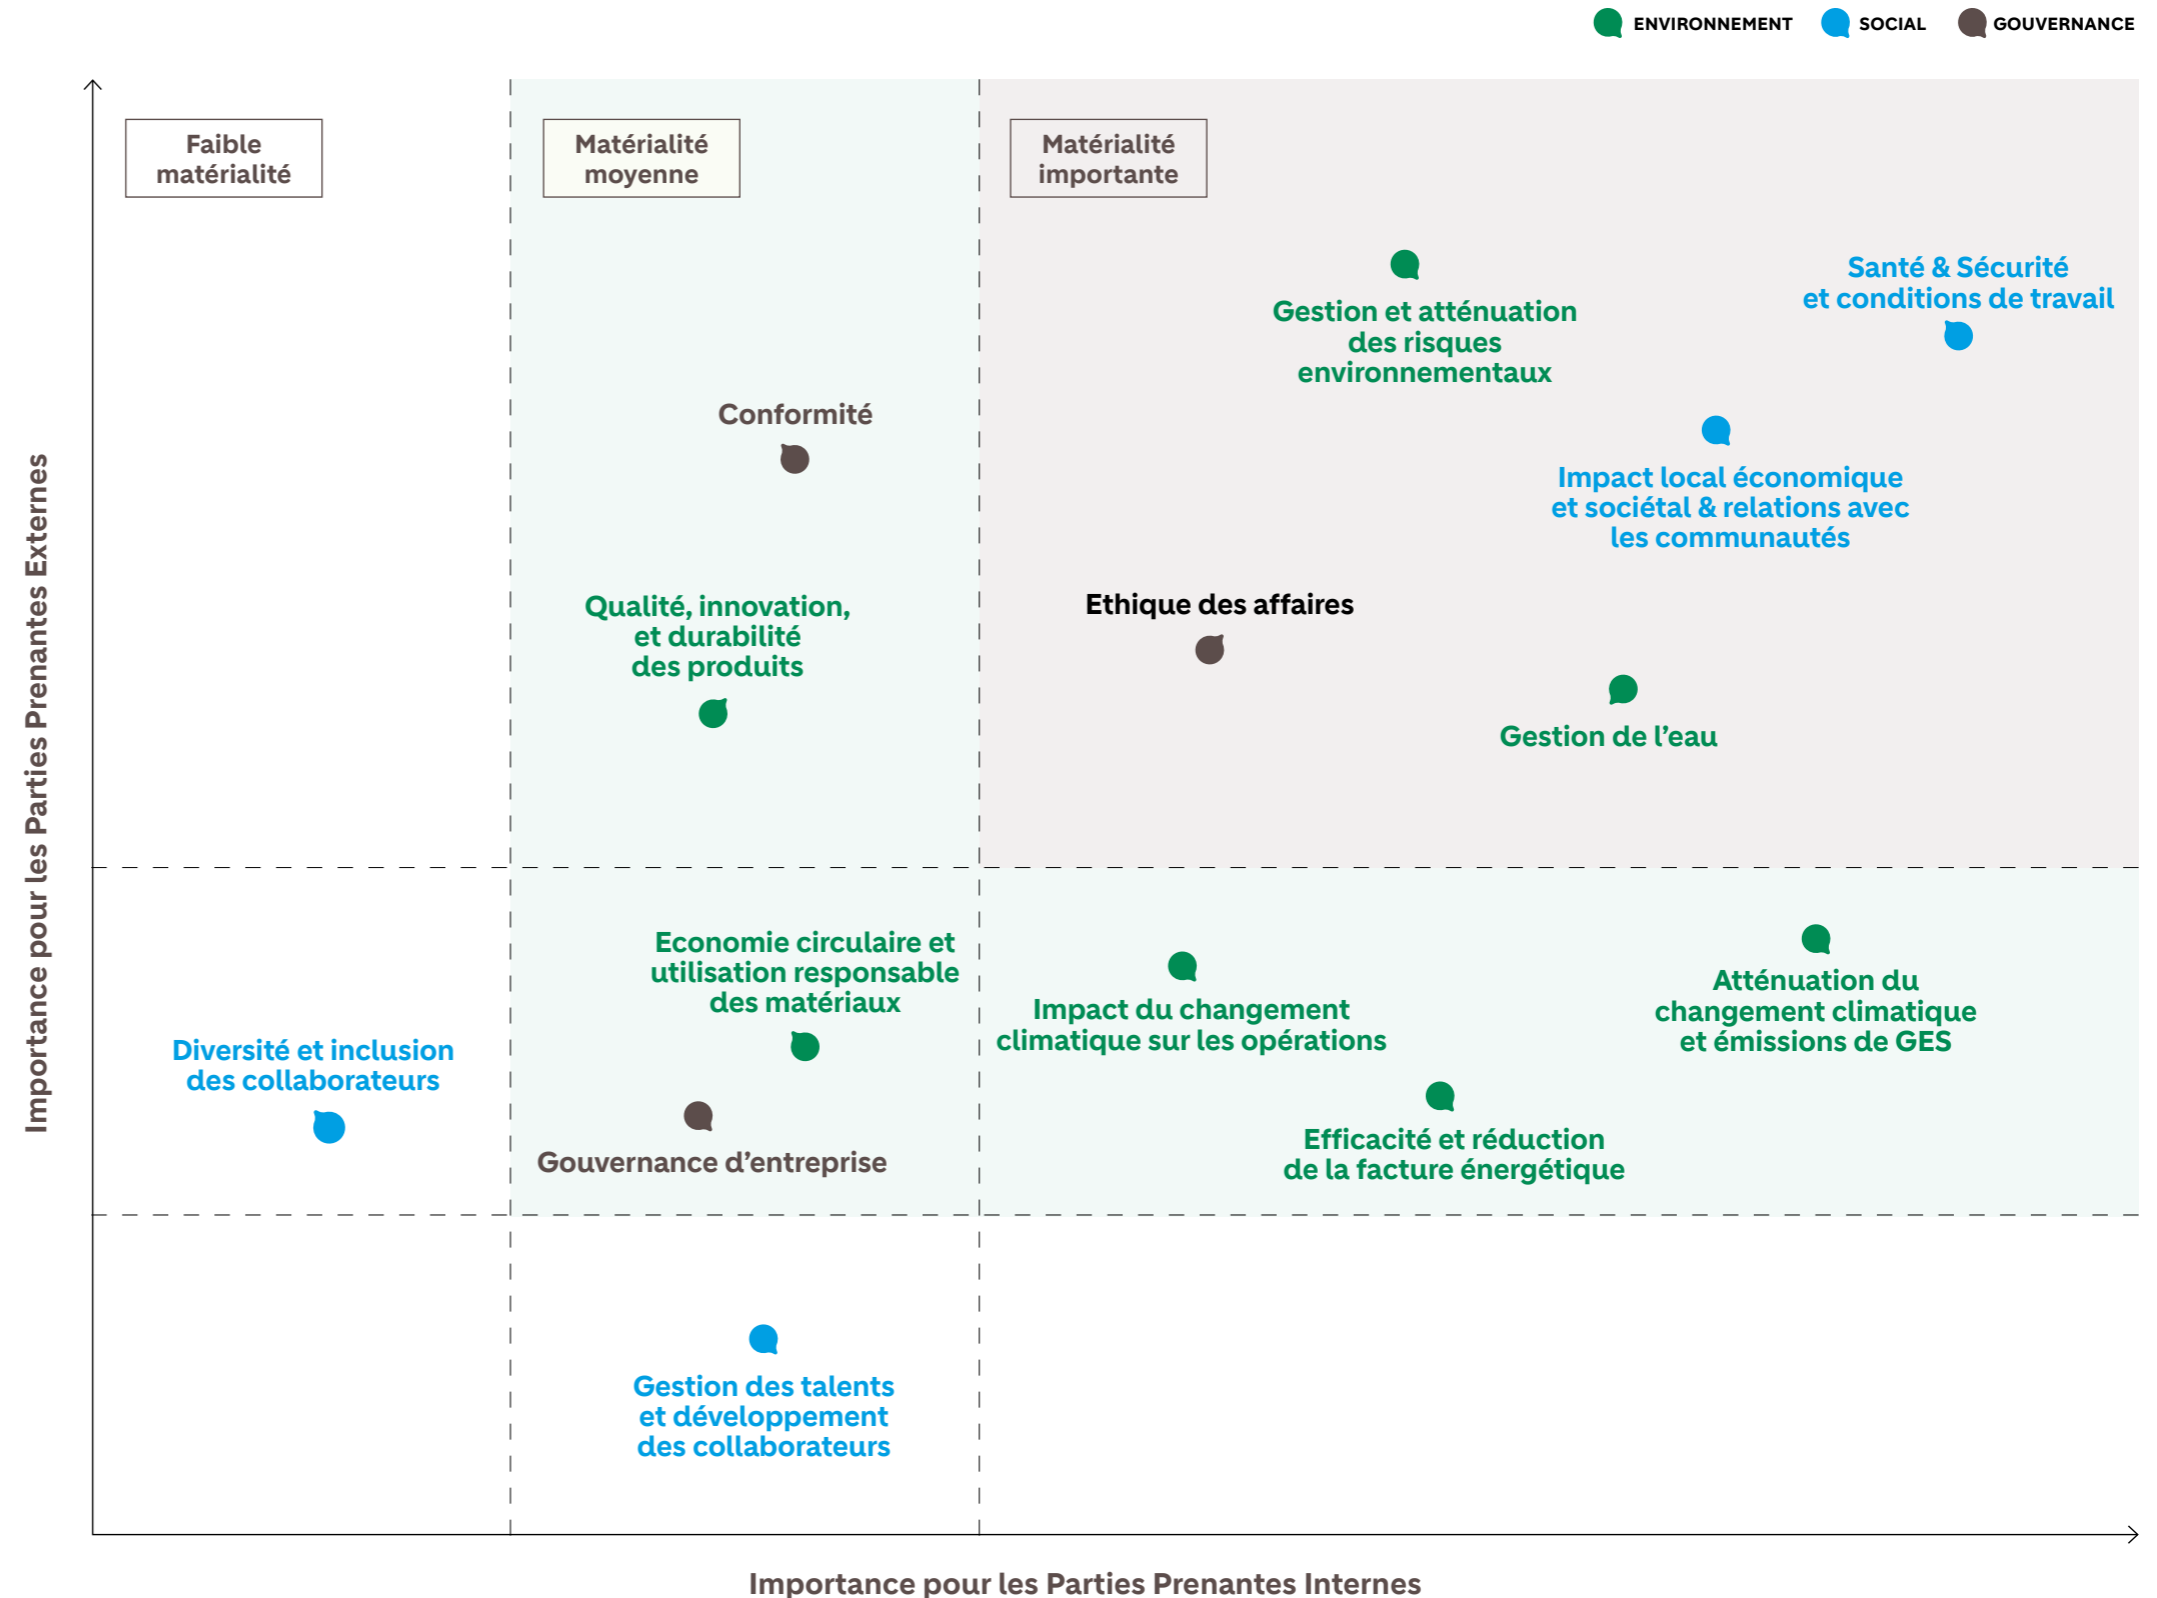 ENVIRONNEMENT
SOCIAL
GOUVERNANCE
Faible
matérialité
Matérialité
moyenne
Matérialité
importante
Gestion et atténuation
des risques
environnementaux
Santé & Sécurité
et conditions de travail
Conformité
Impact local économique
et sociétal & relations avec
les communautés
Qualité, innovation,
et durabilité
des produits
Ethique des affaires
Gestion de l’eau
Economie circulaire et
utilisation responsable
des matériaux
Impact du changement
climatique sur les opérations
Atténuation du
changement climatique
et émissions de GES
Diversité et inclusion
des collaborateurs
Gouvernance d’entreprise
Efficacité et réduction
de la facture énergétique
Gestion des talents
et développement
des collaborateurs
Importance pour les Parties Prenantes Externes
Importance pour les Parties Prenantes Internes